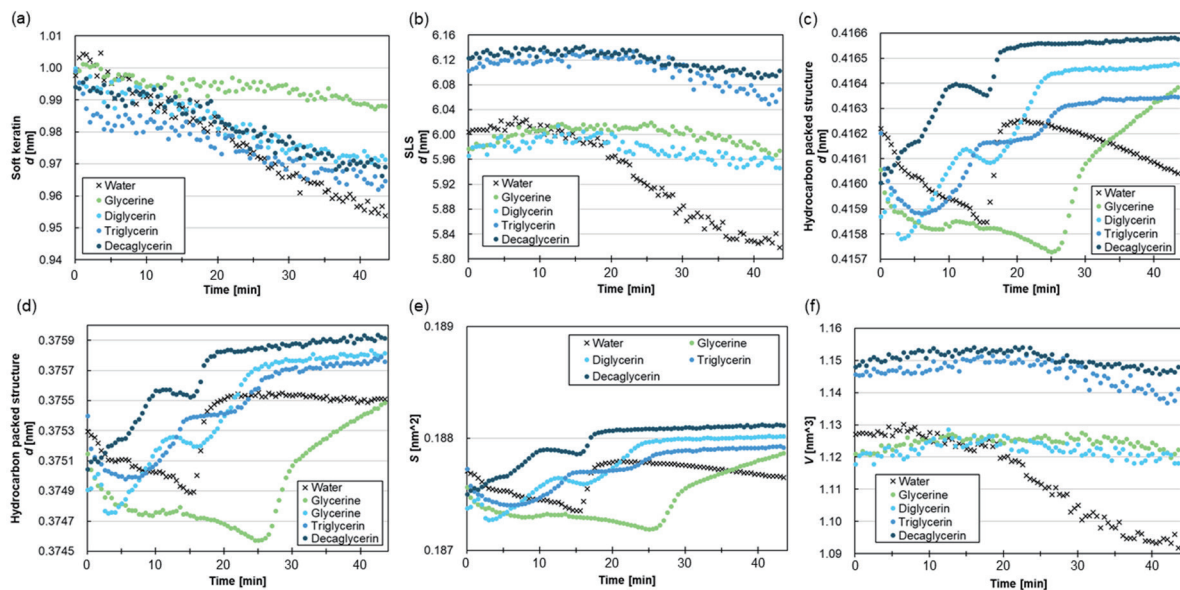 (a)
Soft keratin
d [nm]
1.01
1.00
0.99
0.98
0.97
0.96
0.95
0.94
Water
Glycerine
Diglycerin
Triglycerin
Decaglycerin
0 10 20 30 40
Time [min]
(b)
SLS
d [nm]
6.16
6.12
6.08
6.04
6.00
5.96
5.92
5.88
5.84
5.80
Water
Glycerine
Diglycerin
Triglycerin
Decaglycerin
0 10 20 30 40
Time [min]
(c)
Hydrocarbon packed structure
d [nm]
0.4166
0.4165
0.4164
0.4163
0.4162
0.4161
0.4160
0.4159
0.4158
0.4157
Water
Glycerine
Diglycerin
Triglycerin
Decaglycerin
0 10 20 30 40
Time [min]
(d)
Hydrocarbon packed structure
d [nm]
0.3759
0.3757
0.3755
0.3753
0.3751
0.3749
0.3747
0.3745
Water
Glycerine
Glycerine
Triglycerin
Decaglycerin
0 10 20 30 40
Time [min]
(e)
S [nm^2]
0.189
0.188
0.187
Water Glycerine
Diglycerin Triglycerin
Decaglycerin
0 10 20 30 40
Time [min]
(f)
V [nm^3]
1.16
1.15
1.14
1.13
1.12
1.11
1.10
1.09
Water
Glycerine
Diglycerin
Triglycerin
Decaglycerin
0 10 20 30 40
Time [min]